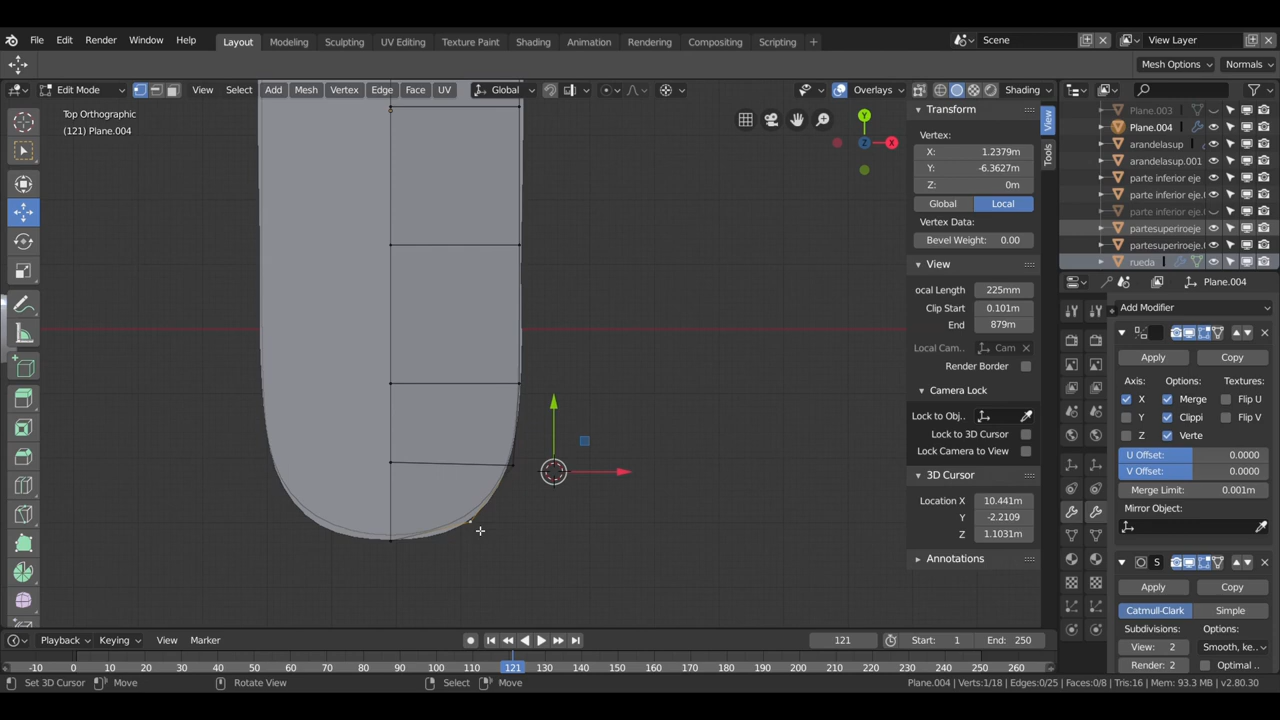 File Edit Render Window Help Layout Modeling Sculpting UV Editing Texture Paint Shading Animation Rendering Compositing Scripting + Scene View Layer
Mesh Options Normals
Edit Mode View Select Add Mesh Vertex Edge Face UV Global Overlays Shading
Top Orthographic
(121) Plane.004
Y
X
Z
Transform
Vertex:
X: 1.2379m
Y: -6.3627m
Z: 0m
Global Local
Vertex Data:
Bevel Weight: 0.00
View
ocal Length 225mm
Clip Start 0.101m
End 879m
Local Cam... Cam
Render Border
Camera Lock
Lock to Obj..
Lock to 3D Cursor
Lock Camera to View
3D Cursor
Location X 10.441m
Y -2.2109
Z 1.1031m
Annotations
View
Tools
Plane.003
Plane.004
arandelasup
arandelasup.001
parte inferior eje
parte inferior eje.
parte inferior eje.
partesuperiroeje
partesuperiroeje.
rueda
Plane.004
Add Modifier
Apply Copy
Axis: Options: Textures:
X Merge Flip U
Y Clippi Flip V
Z Verte
U Offset: 0.0000
V Offset: 0.0000
Merge Limit: 0.001m
Mirror Object:
S
Apply Copy
Catmull-Clark Simple
Subdivisions: Options:
View: 2 Smooth, ke..
Render: 2 Optimal ..
Playback Keying View Marker 121 Start: 1 End: 250
-10 0 10 20 30 40 50 60 70 80 90 100 110 121 130 140 150 160 170 180 190 200 210 220 230 240 250 260
Set 3D Cursor Move Rotate View Select Move Plane.004 | Verts:1/18 | Edges:0/25 | Faces:0/8 | Tris:16 | Mem: 93.3 MB | v2.80.30